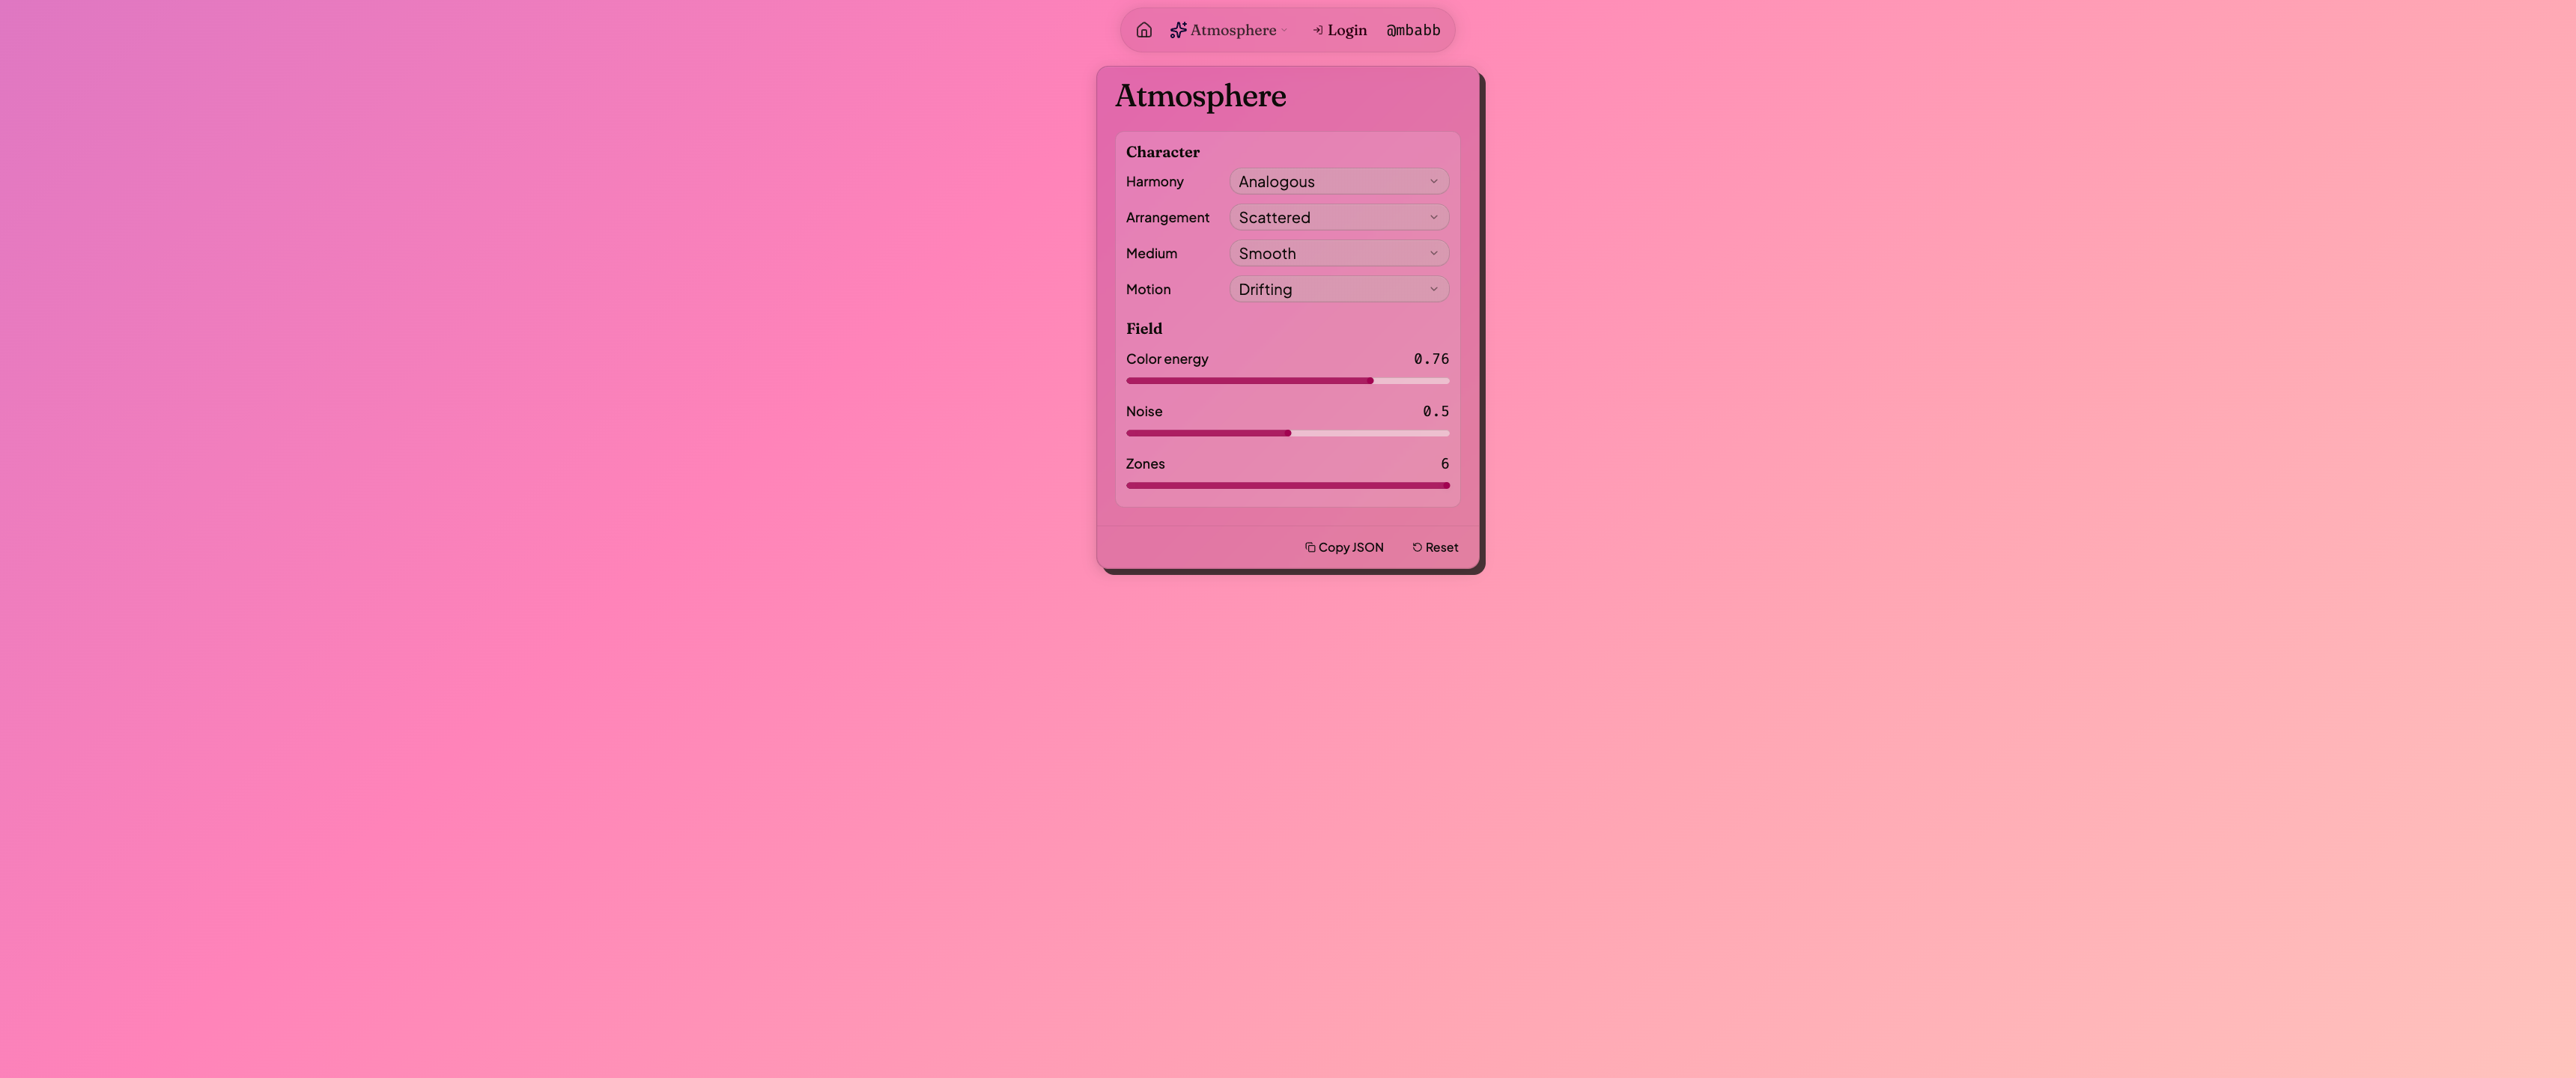 Atmosphere Login @mbabb
Atmosphere
Character
Harmony Analogous
Arrangement Scattered
Medium Smooth
Motion Drifting
Field
Color energy 0.76
Noise 0.5
Zones 6
Copy JSON Reset